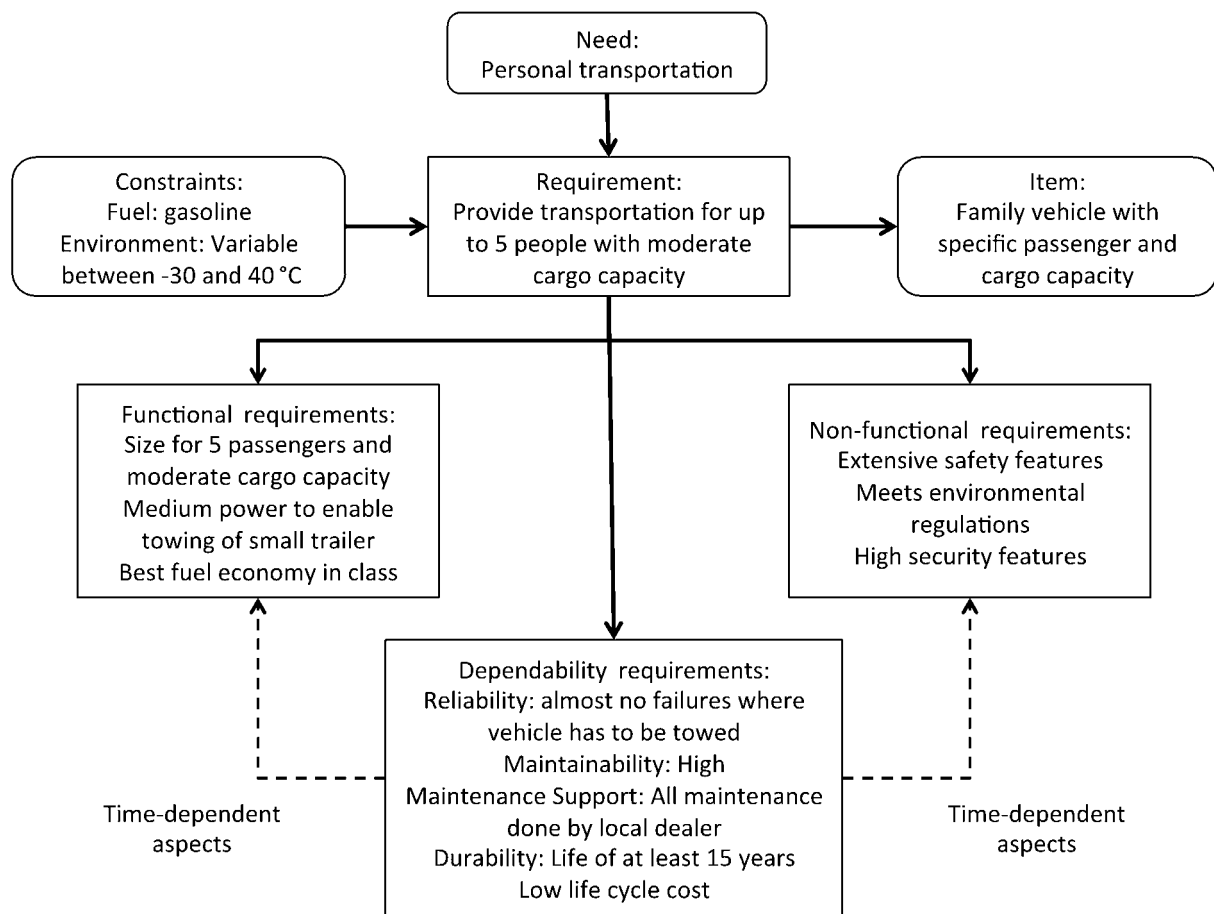 Need:
Personal transportation
Constraints:
Fuel: gasoline
Environment: Variable
between -30 and 40 °C
Requirement:
Provide transportation for up
to 5 people with moderate
cargo capacity
Item:
Family vehicle with
specific passenger and
cargo capacity
Functional requirements:
Size for 5 passengers and
moderate cargo capacity
Medium power to enable
towing of small trailer
Best fuel economy in class
Non-functional requirements:
Extensive safety features
Meets environmental
regulations
High security features
Dependability requirements:
Reliability: almost no failures where
vehicle has to be towed
Maintainability: High
Maintenance Support: All maintenance
done by local dealer
Durability: Life of at least 15 years
Low life cycle cost
Time-dependent
aspects
Time-dependent
aspects